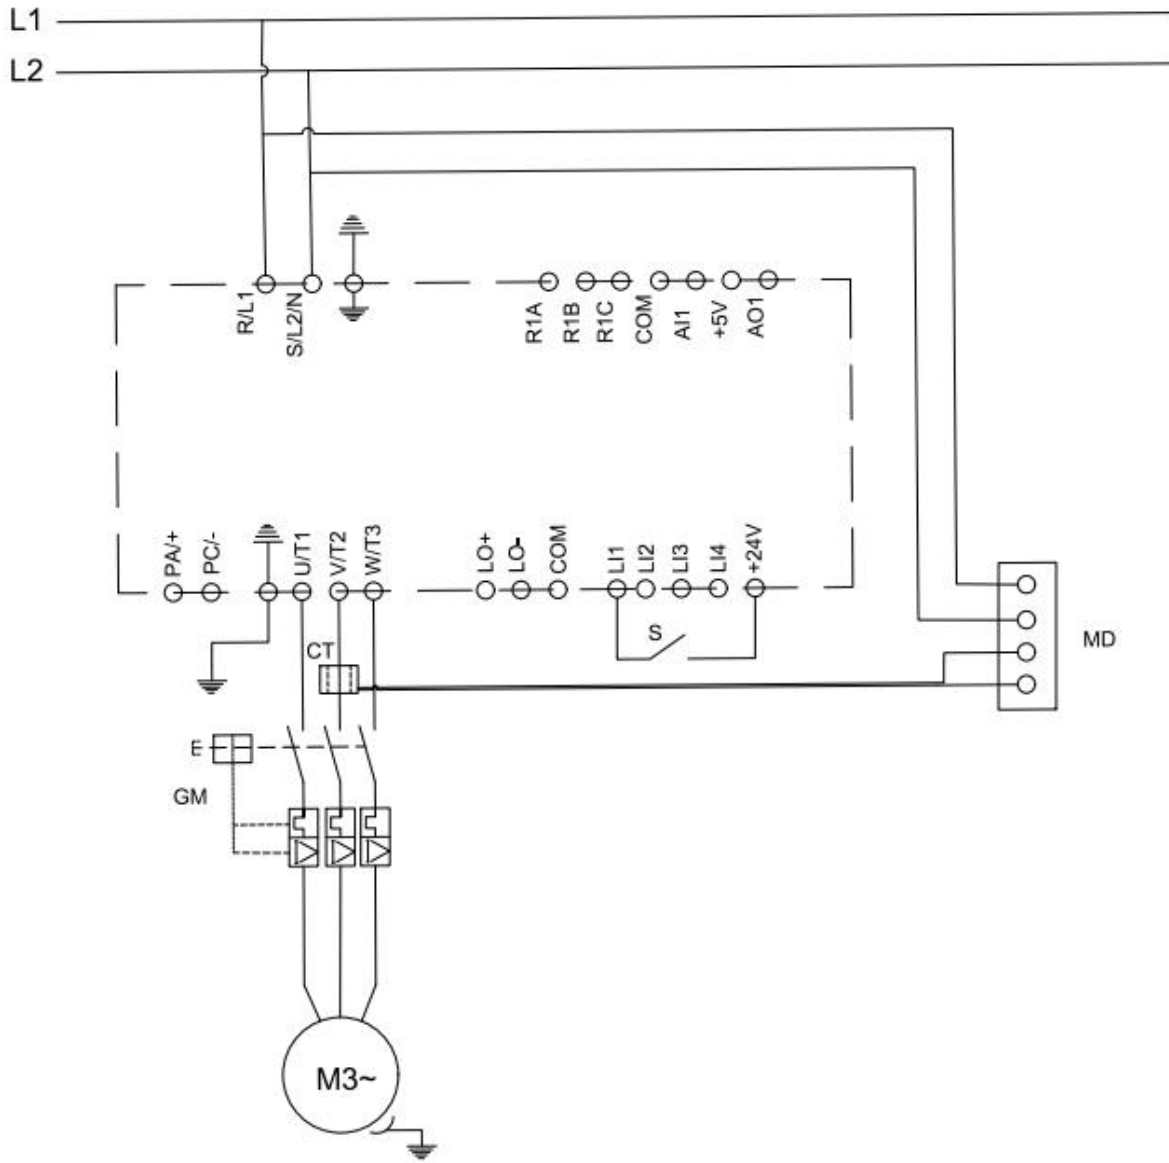 L1
L2
R/L1
S/L2/N
R1A
R1B
R1C
COM
AI1
+5V
AO1
PA/+
PC/-
U/T1
V/T2
W/T3
LO+
LO-
COM
LI1
LI2
LI3
LI4
+24V
S
MD
CT
E
GM
M3~